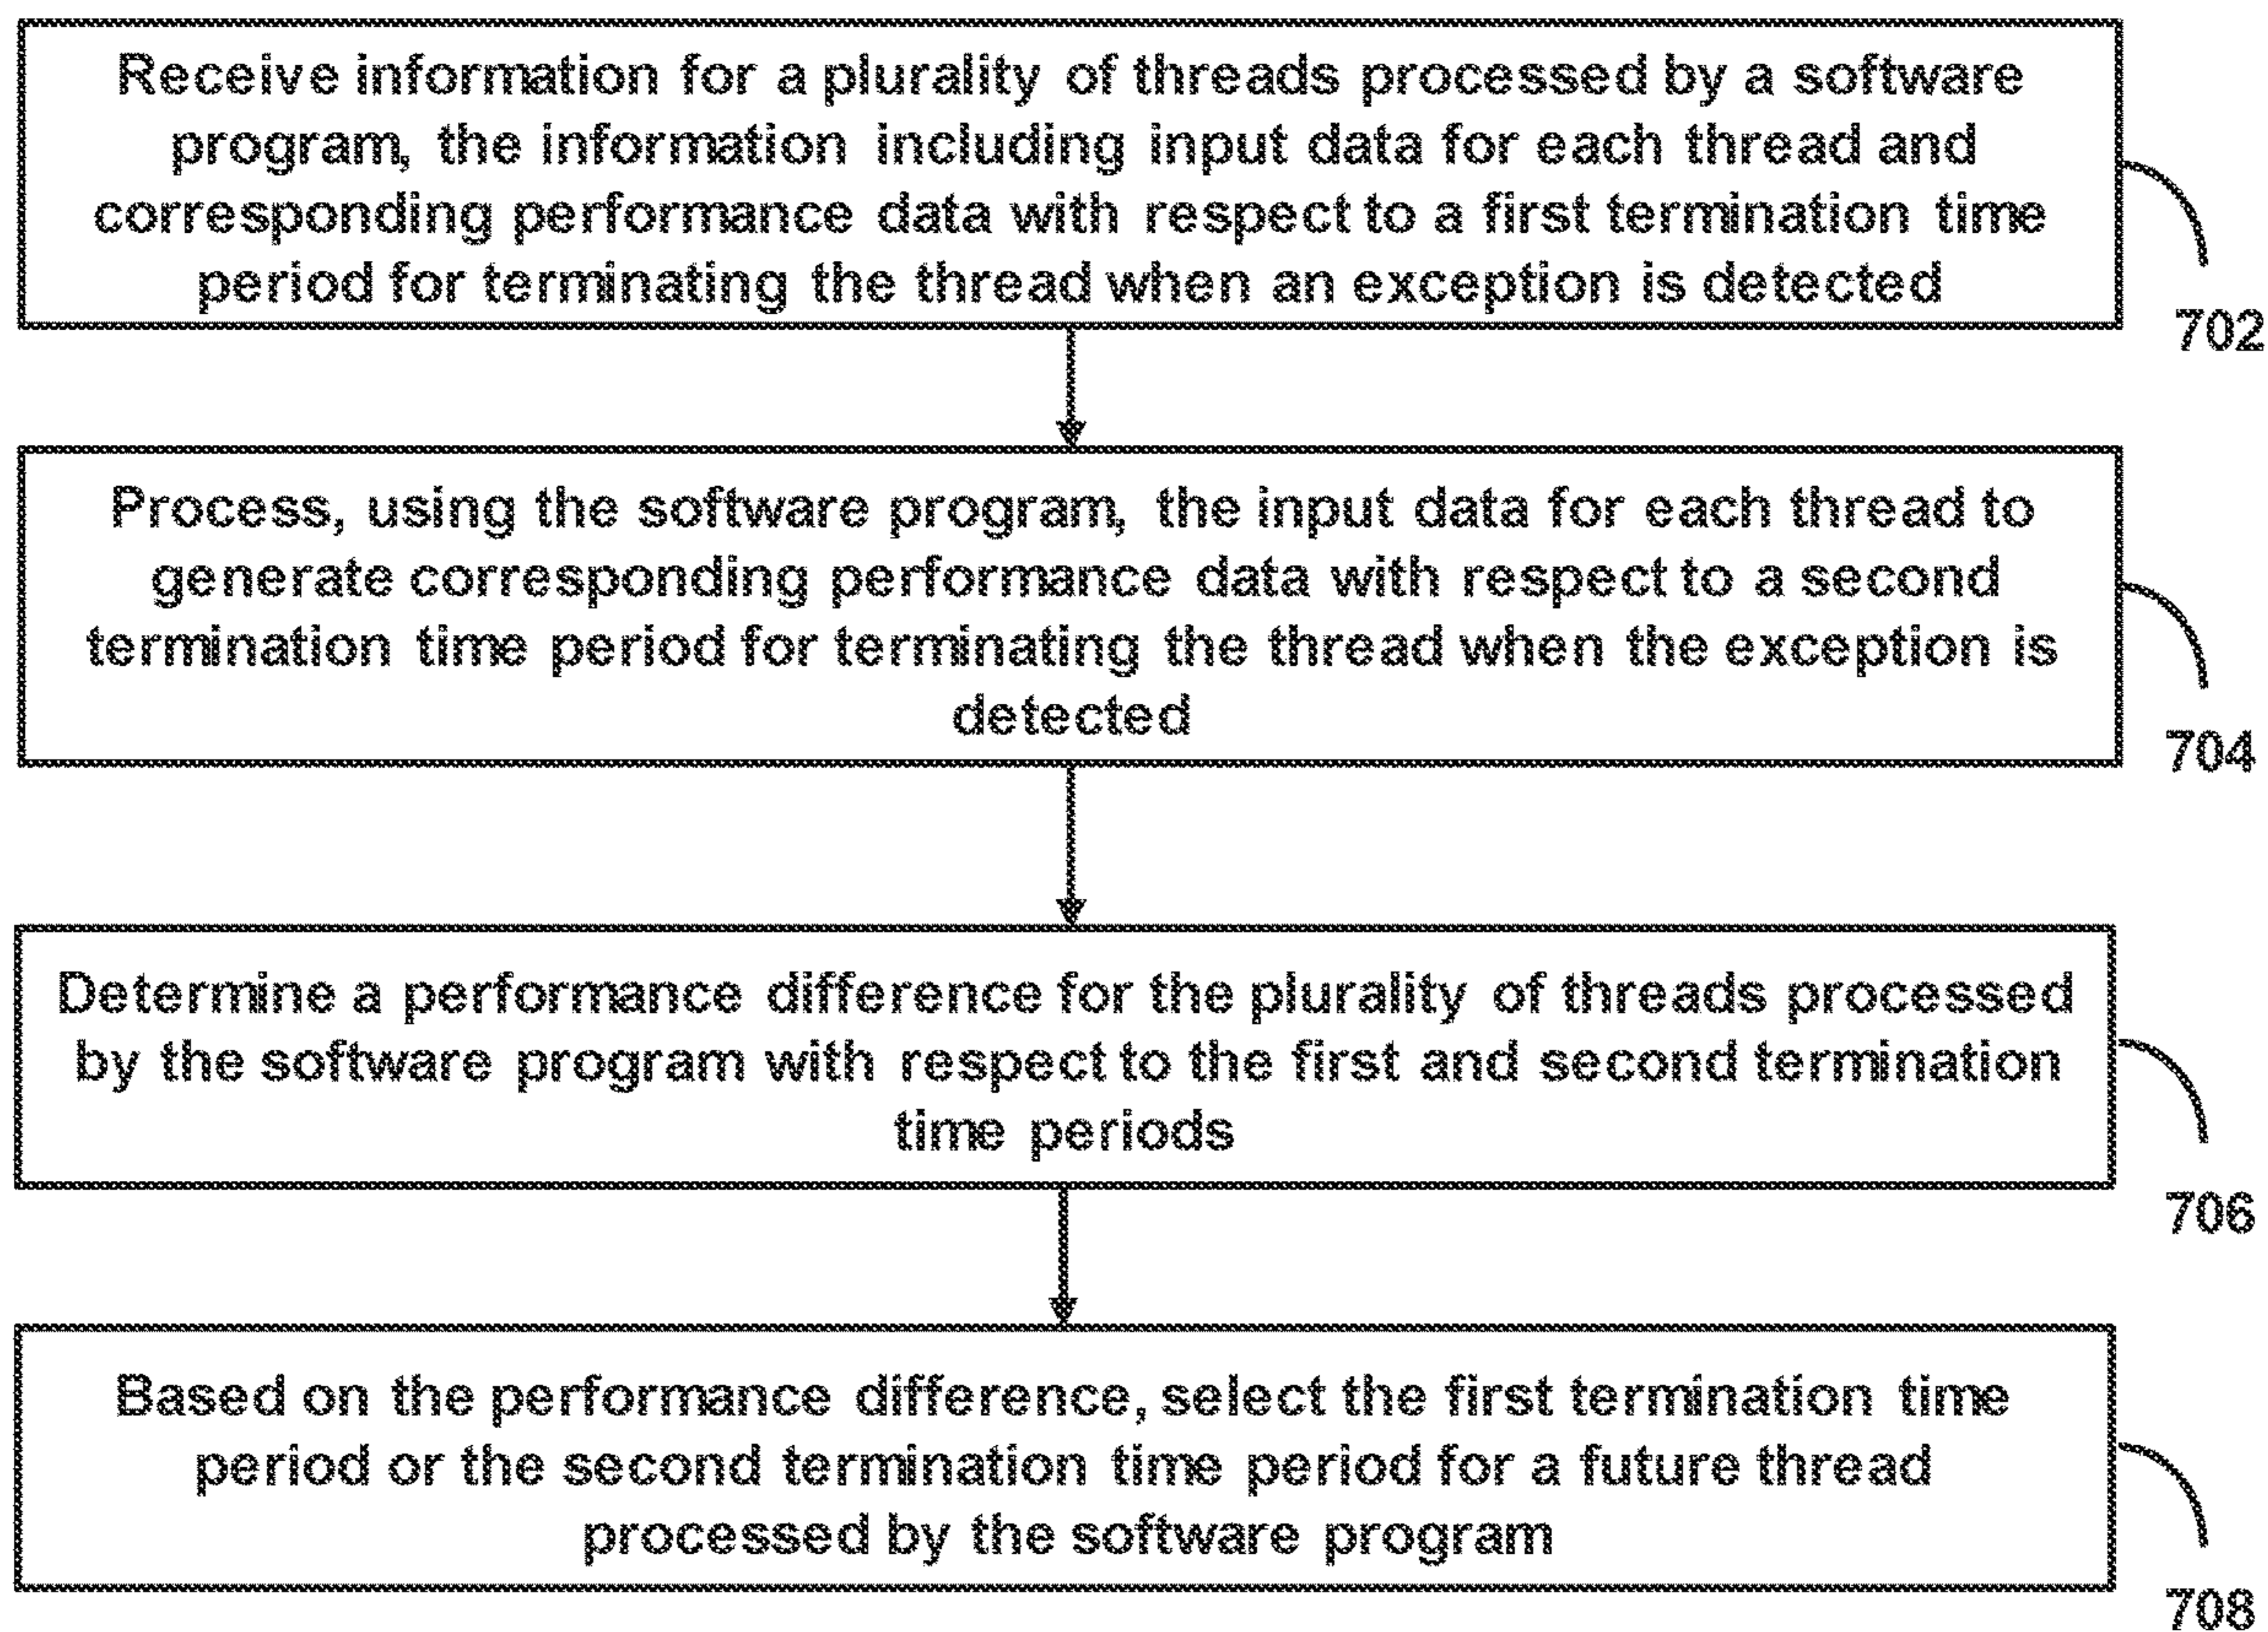 Receive information for a plurality of threads processed by a software
program, the information including input data for each thread and
corresponding performance data with respect to a first termination time
period for terminating the thread when an exception is detected
702
Process, using the software program, the input data for each thread to
generate corresponding performance data with respect to a second
termination time period for terminating the thread when the exception is
detected
704
Determine a performance difference for the plurality of threads processed
by the software program with respect to the first and second termination
time periods
706
Based on the performance difference, select the first termination time
period or the second termination time period for a future thread
processed by the software program
708